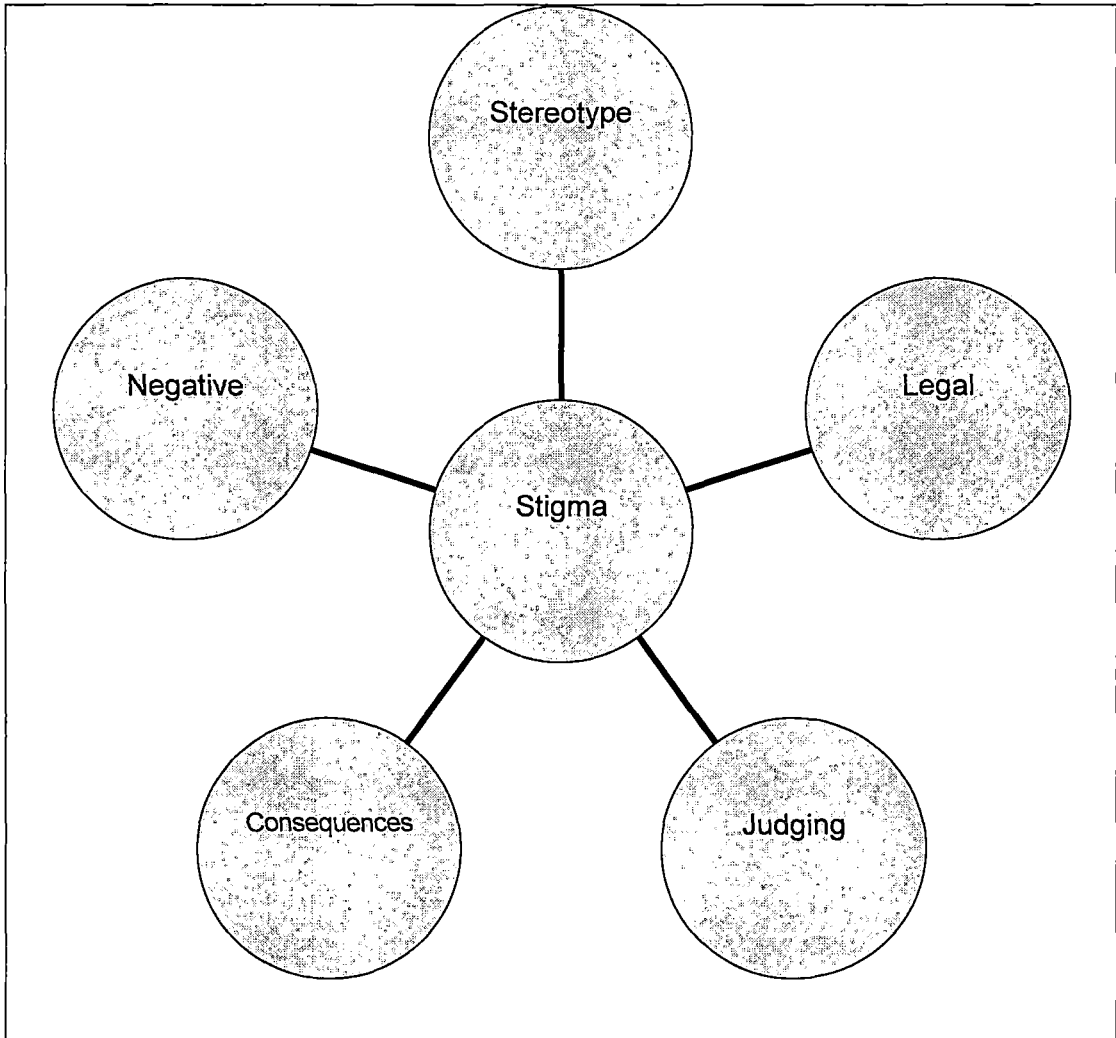 Stereotype
Negative
Legal
Stigma
Consequences
Judging